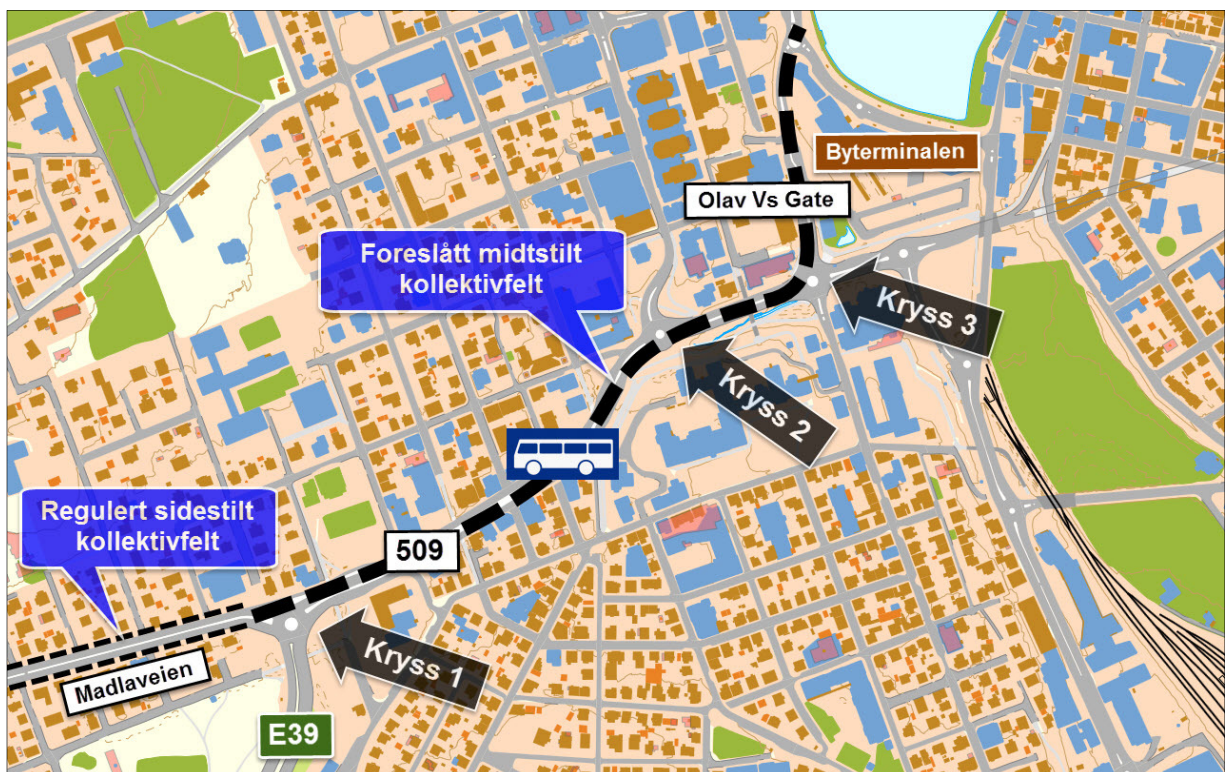 Byterminalen
Olav Vs Gate
Foreslått midtstilt
kollektivfelt
Kryss 3
Kryss 2
Regulert sidestilt
kollektivfelt
509
Kryss 1
Madlaveien
E39